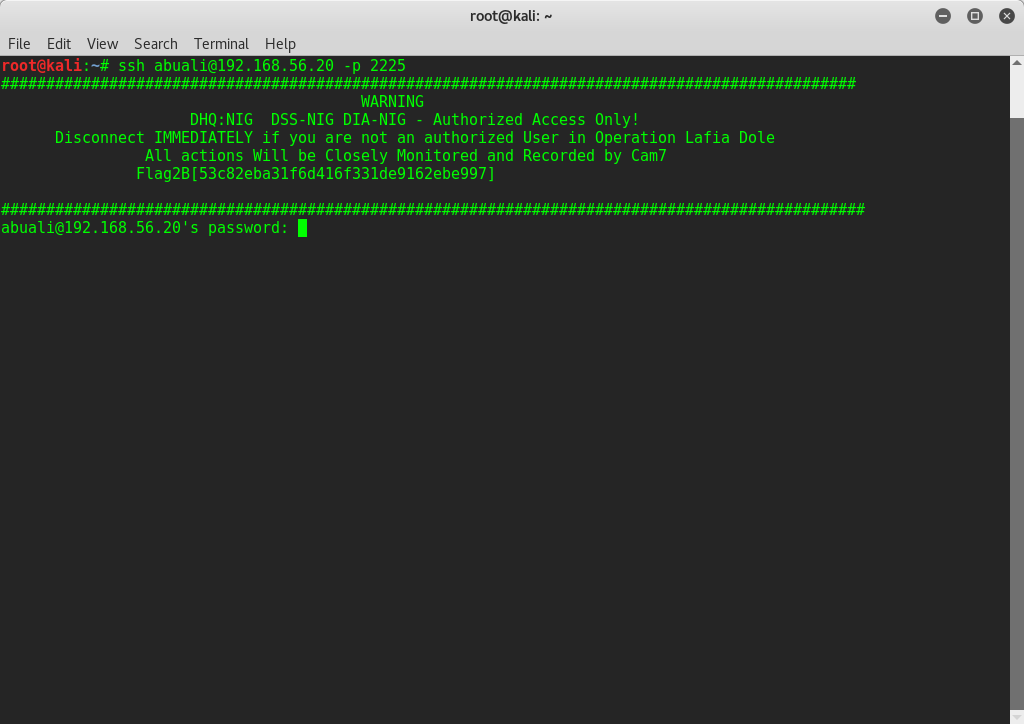 root@kali: ~
File Edit View Search Terminal Help
root@kali:~# ssh abuali@192.168.56.20 -p 2225
###############################################################################################
WARNING
DHQ:NIG  DSS-NIG DIA-NIG - Authorized Access Only!
Disconnect IMMEDIATELY if you are not an authorized User in Operation Lafia Dole
All actions Will be Closely Monitored and Recorded by Cam7
Flag2B[53c82eba31f6d416f331de9162ebe997]
################################################################################################
abuali@192.168.56.20's password: